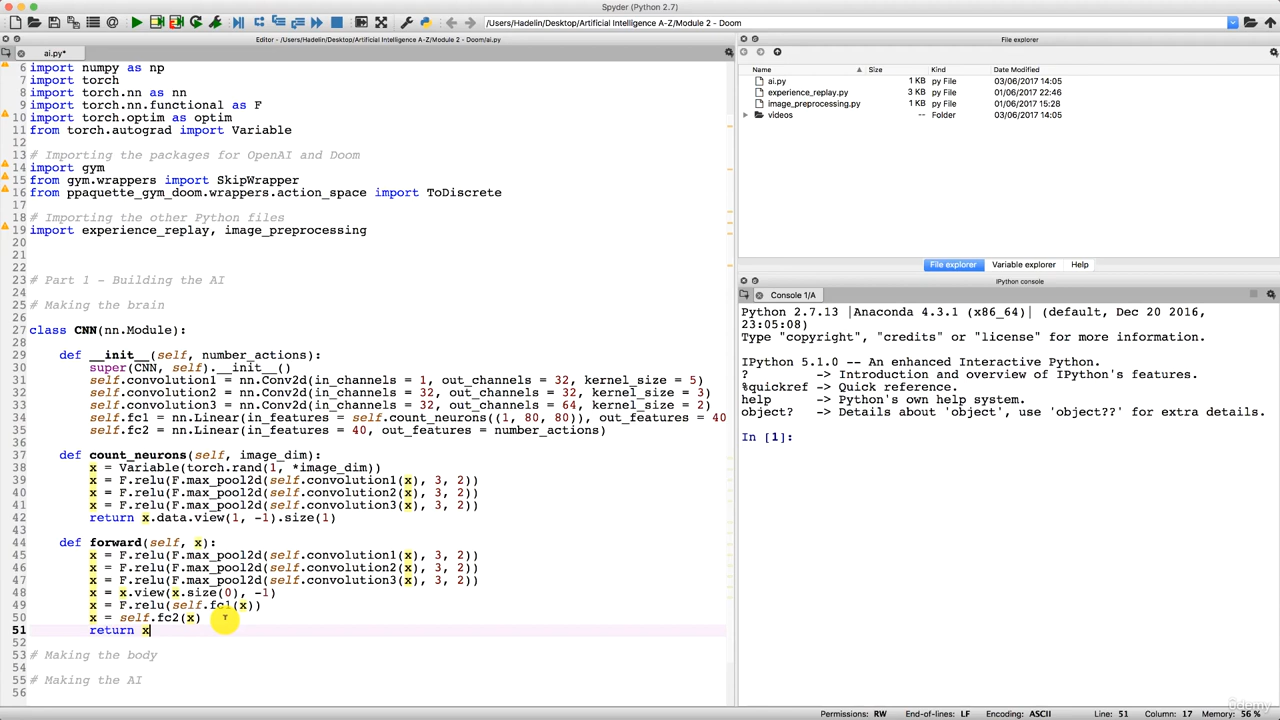 Spyder (Python 2.7)
/Users/Hadelin/Desktop/Artificial Intelligence A-Z/Module 2 - Doom
Editor - /Users/Hadelin/Desktop/Artificial Intelligence A-Z/Module 2 - Doom/ai.py
ai.py*
6 import numpy as np
7 import torch
8 import torch.nn as nn
9 import torch.nn.functional as F
10 import torch.optim as optim
11 from torch.autograd import Variable
12
13 # Importing the packages for OpenAI and Doom
14 import gym
15 from gym.wrappers import SkipWrapper
16 from ppaquette_gym_doom.wrappers.action_space import ToDiscrete
17
18 # Importing the other Python files
19 import experience_replay, image_preprocessing
20
21
22
23 # Part 1 - Building the AI
24
25 # Making the brain
26
27 class CNN(nn.Module):
28
29     def __init__(self, number_actions):
30         super(CNN, self).__init__()
31         self.convolution1 = nn.Conv2d(in_channels = 1, out_channels = 32, kernel_size = 5)
32         self.convolution2 = nn.Conv2d(in_channels = 32, out_channels = 32, kernel_size = 3)
33         self.convolution3 = nn.Conv2d(in_channels = 32, out_channels = 64, kernel_size = 2)
34         self.fc1 = nn.Linear(in_features = self.count_neurons((1, 80, 80)), out_features = 40
35         self.fc2 = nn.Linear(in_features = 40, out_features = number_actions)
36
37     def count_neurons(self, image_dim):
38         x = Variable(torch.rand(1, *image_dim))
39         x = F.relu(F.max_pool2d(self.convolution1(x), 3, 2))
40         x = F.relu(F.max_pool2d(self.convolution2(x), 3, 2))
41         x = F.relu(F.max_pool2d(self.convolution3(x), 3, 2))
42         return x.data.view(1, -1).size(1)
43
44     def forward(self, x):
45         x = F.relu(F.max_pool2d(self.convolution1(x), 3, 2))
46         x = F.relu(F.max_pool2d(self.convolution2(x), 3, 2))
47         x = F.relu(F.max_pool2d(self.convolution3(x), 3, 2))
48         x = x.view(x.size(0), -1)
49         x = F.relu(self.fc1(x))
50         x = self.fc2(x)
51         return x
52
53 # Making the body
54
55 # Making the AI
56
File explorer
Name Size Kind Date Modified
ai.py 1 KB py File 03/06/2017 14:05
experience_replay.py 3 KB py File 01/06/2017 22:46
image_preprocessing.py 1 KB py File 01/06/2017 15:28
videos -- Folder 03/06/2017 14:05
File explorer Variable explorer Help
IPython console
Console 1/A
Python 2.7.13 |Anaconda 4.3.1 (x86_64)| (default, Dec 20 2016,
23:05:08)
Type "copyright", "credits" or "license" for more information.
IPython 5.1.0 -- An enhanced Interactive Python.
? -> Introduction and overview of IPython's features.
%quickref -> Quick reference.
help -> Python's own help system.
object? -> Details about 'object', use 'object??' for extra details.
In [1]:
Permissions: RW End-of-lines: LF Encoding: ASCII Line: 51 Column: 17 Memory: 56 %
Udemy